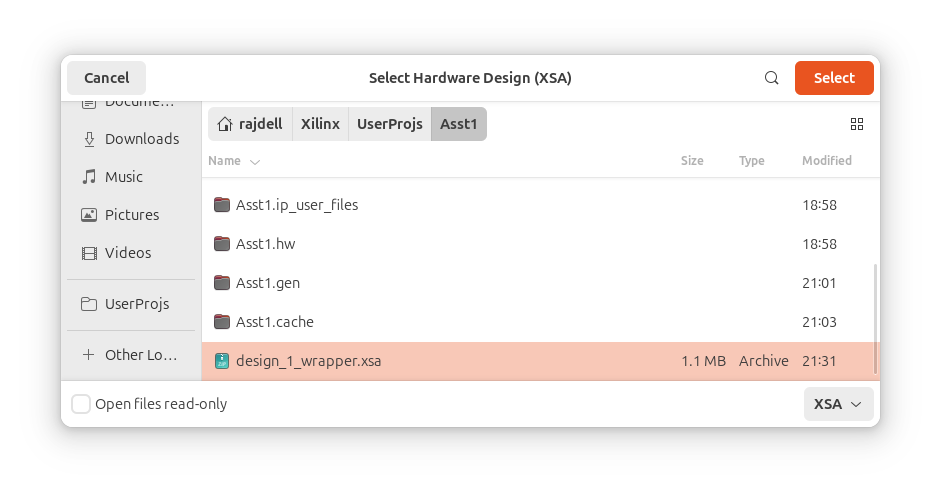 Cancel Select Hardware Design (XSA) Select
Docume...
Downloads
Music
Pictures
Videos
UserProjs
Other Lo...
rajdell Xilinx UserProjs Asst1
Name Size Type Modified
Asst1.ip_user_files 18:58
Asst1.hw 18:58
Asst1.gen 21:01
Asst1.cache 21:03
design_1_wrapper.xsa 1.1 MB Archive 21:31
Open files read-only XSA